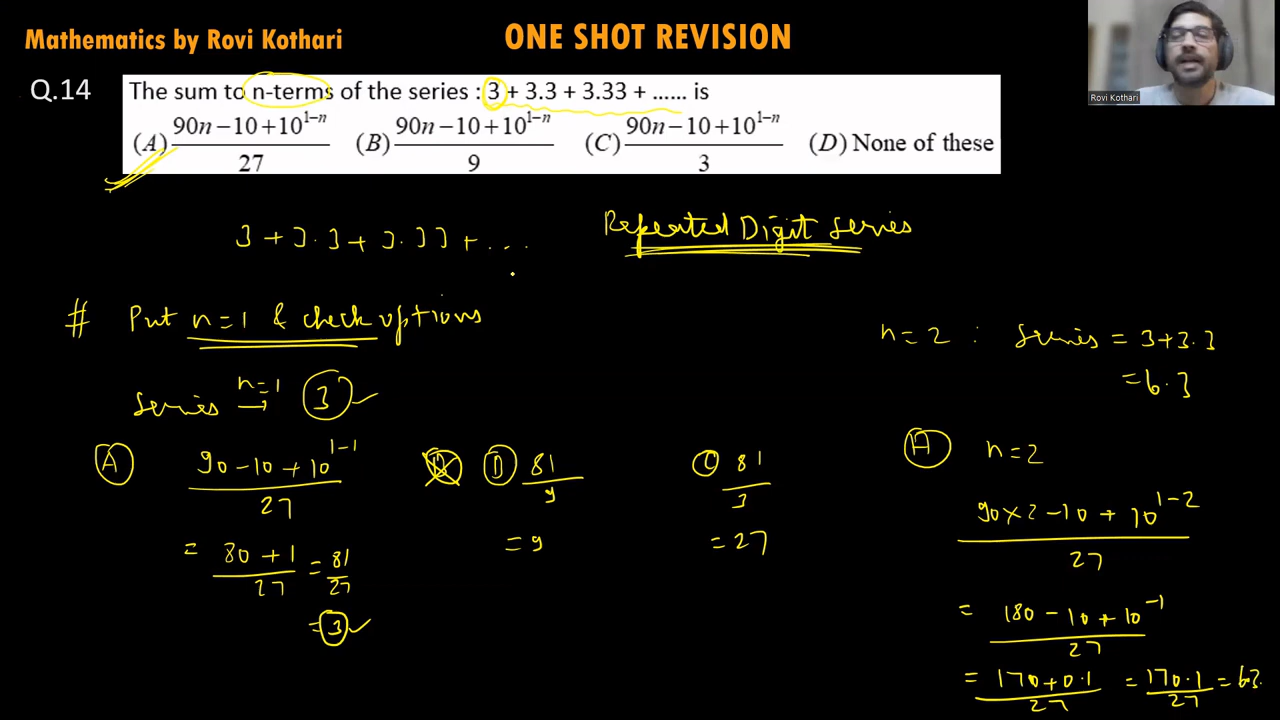 Mathematics by Rovi Kothari
ONE SHOT REVISION
Rovi Kothari
Q.14
The sum to n-terms of the series : 3 + 3.3 + 3.33 + ...... is
(A) (90n−10+10^(1−n))/27 (B) (90n−10+10^(1−n))/9 (C) (90n−10+10^(1−n))/3 (D) None of these
3 + 3.3 + 3.33 + ...
Repeated Digit series
# Put n=1 & check options
n=2 : series = 3+3.3
= 6.3
series n=1 → 3
(A) (90-10+10^(1-1))/27
= (80+1)/27 = 81/27
= 3
81/9
= 9
(C) 81/3
= 27
(A) n=2
(90×2-10+10^(1-2))/27
= (180-10+10^(-1))/27
= (170+0.1)/27 = 170.1/27 = 6.3